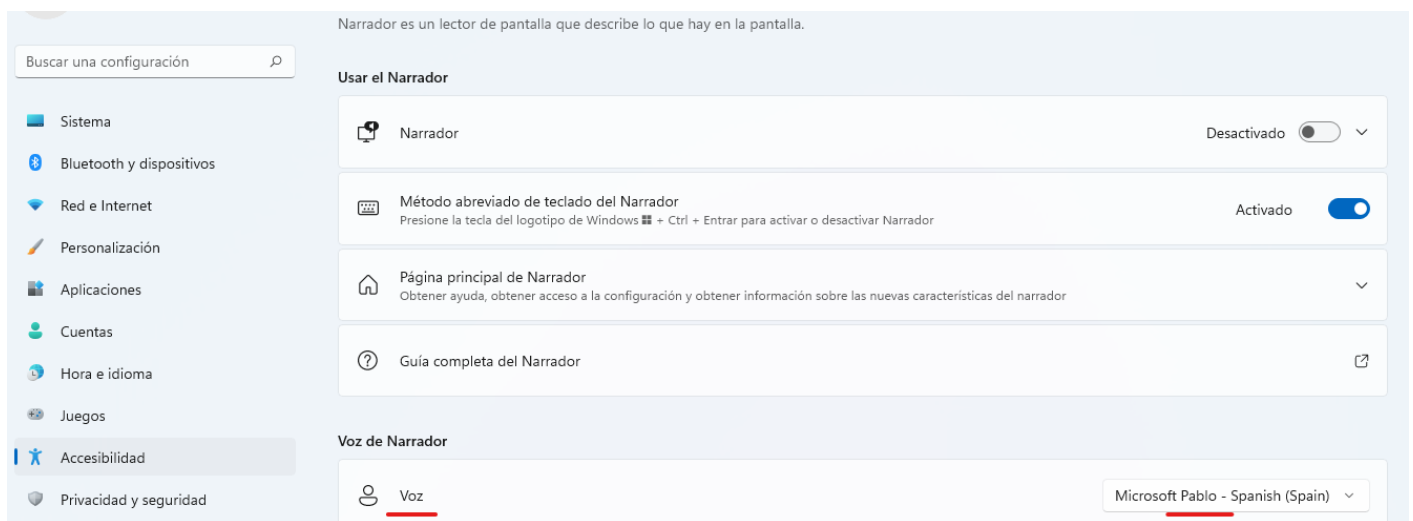 Narrador es un lector de pantalla que describe lo que hay en la pantalla.
Buscar una configuración
Sistema
Bluetooth y dispositivos
Red e Internet
Personalización
Aplicaciones
Cuentas
Hora e idioma
Juegos
Accesibilidad
Privacidad y seguridad
Usar el Narrador
Narrador
Desactivado
Método abreviado de teclado del Narrador
Presione la tecla del logotipo de Windows + Ctrl + Entrar para activar o desactivar Narrador
Activado
Página principal de Narrador
Obtener ayuda, obtener acceso a la configuración y obtener información sobre las nuevas características del narrador
Guía completa del Narrador
Voz de Narrador
Voz
Microsoft Pablo - Spanish (Spain)